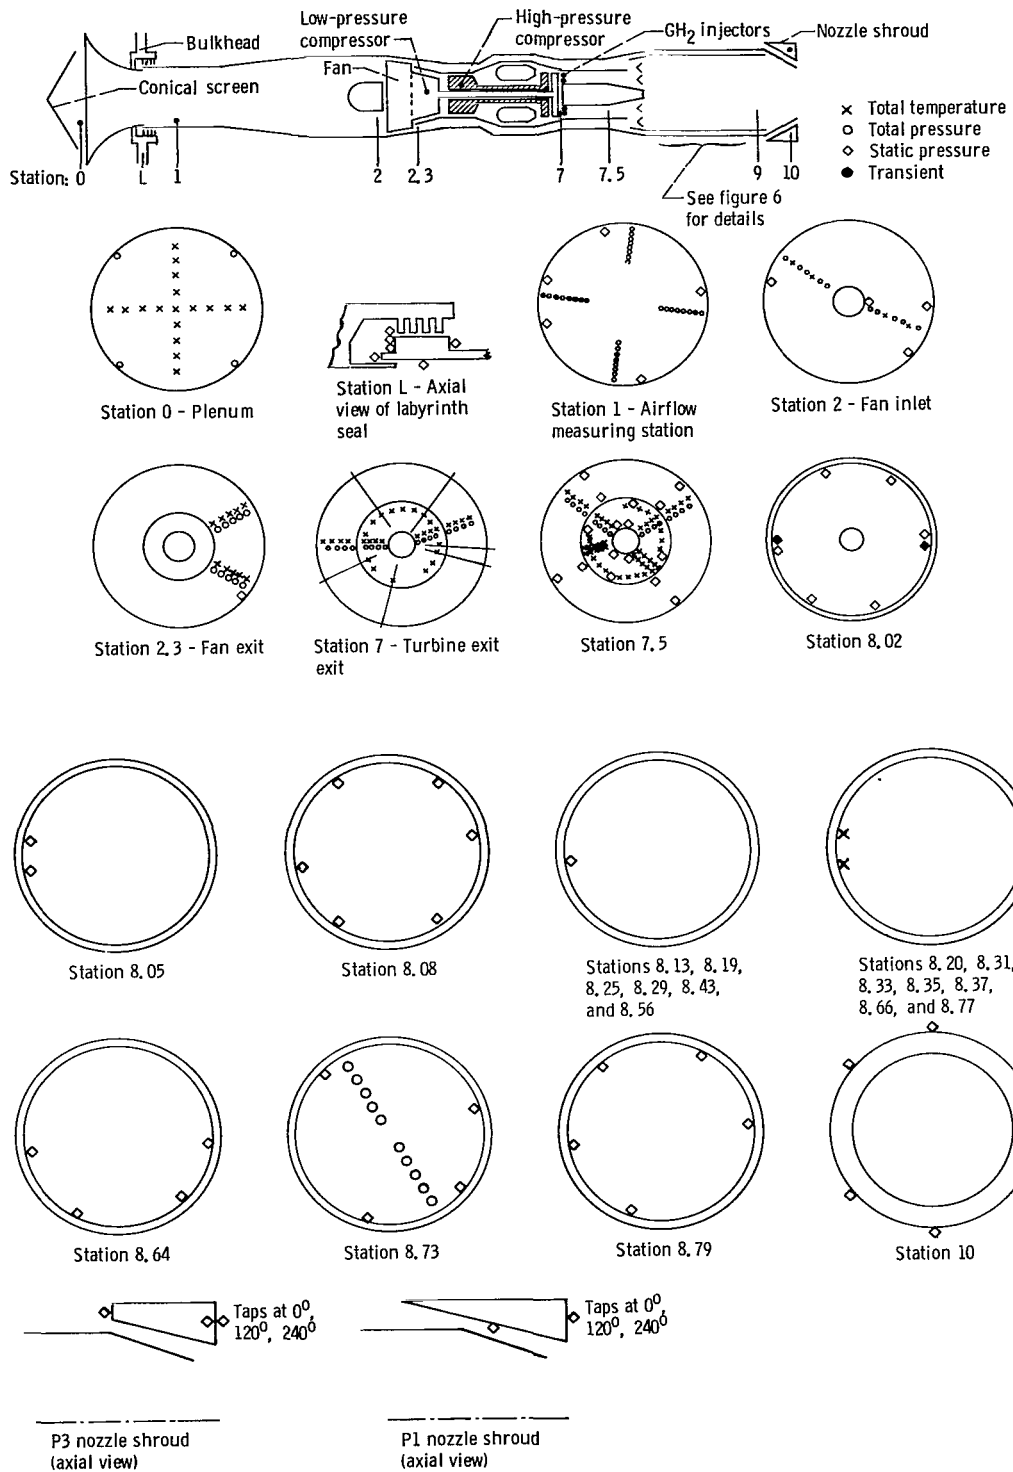 Low-pressure
compressor
High-pressure
compressor
GH2 injectors
Nozzle shroud
Bulkhead
Fan
Conical screen
x Total temperature
o Total pressure
◇ Static pressure
● Transient
Station: 0 L 1 2 2.3 7 7.5 9 10
See figure 6
for details
Station 0 - Plenum
Station L - Axial
view of labyrinth
seal
Station 1 - Airflow
measuring station
Station 2 - Fan inlet
Station 2.3 - Fan exit
Station 7 - Turbine exit
exit
Station 7.5
Station 8.02
Station 8.05
Station 8.08
Stations 8.13, 8.19,
8.25, 8.29, 8.43,
and 8.56
Stations 8.20, 8.31,
8.33, 8.35, 8.37,
8.66, and 8.77
Station 8.64
Station 8.73
Station 8.79
Station 10
Taps at 0°,
120°, 240°
Taps at 0°,
120°, 240°
P3 nozzle shroud
(axial view)
P1 nozzle shroud
(axial view)